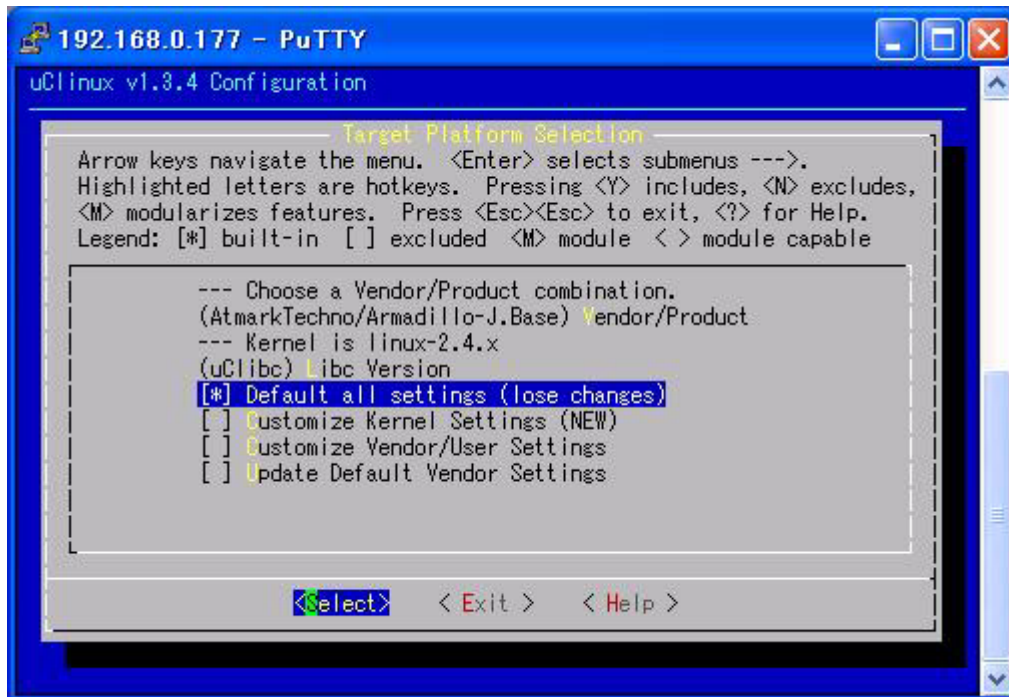 192.168.0.177 - PuTTY
uClinux v1.3.4 Configuration
Target Platform Selection
Arrow keys navigate the menu. <Enter> selects submenus --->.
Highlighted letters are hotkeys. Pressing <Y> includes, <N> excludes,
<M> modularizes features. Press <Esc><Esc> to exit, <?> for Help.
Legend: [*] built-in [ ] excluded <M> module < > module capable
--- Choose a Vendor/Product combination.
(AtmarkTechno/Armadillo-J.Base) Vendor/Product
--- Kernel is linux-2.4.x
(uClibc) Libc Version
[*] Default all settings (lose changes)
[ ] Customize Kernel Settings (NEW)
[ ] Customize Vendor/User Settings
[ ] Update Default Vendor Settings
<Select> < Exit > < Help >